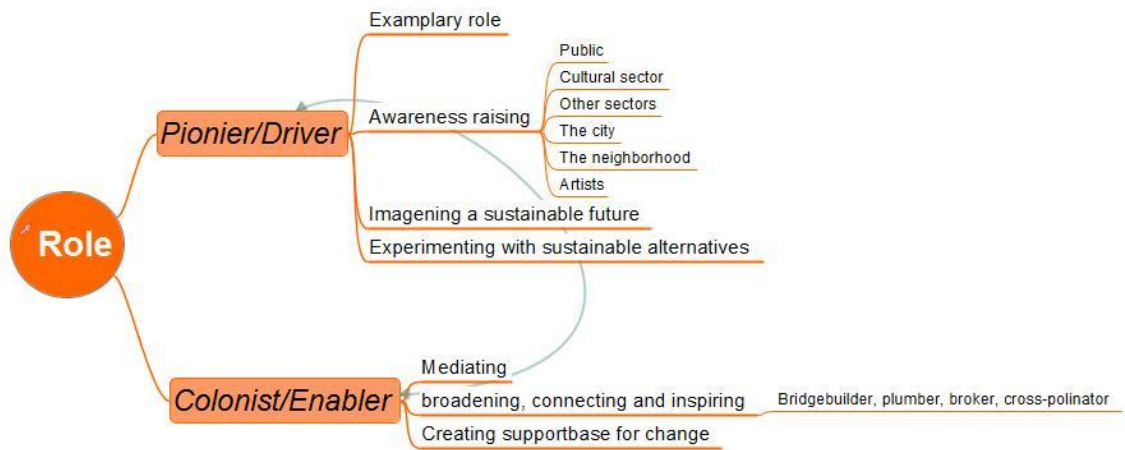 Role
Pionier/Driver
Examplary role
Awareness raising
Public
Cultural sector
Other sectors
The city
The neighborhood
Artists
Imagening a sustainable future
Experimenting with sustainable alternatives
Colonist/Enabler
Mediating
broadening, connecting and inspiring
Bridgebuilder, plumber, broker, cross-polinator
Creating supportbase for change